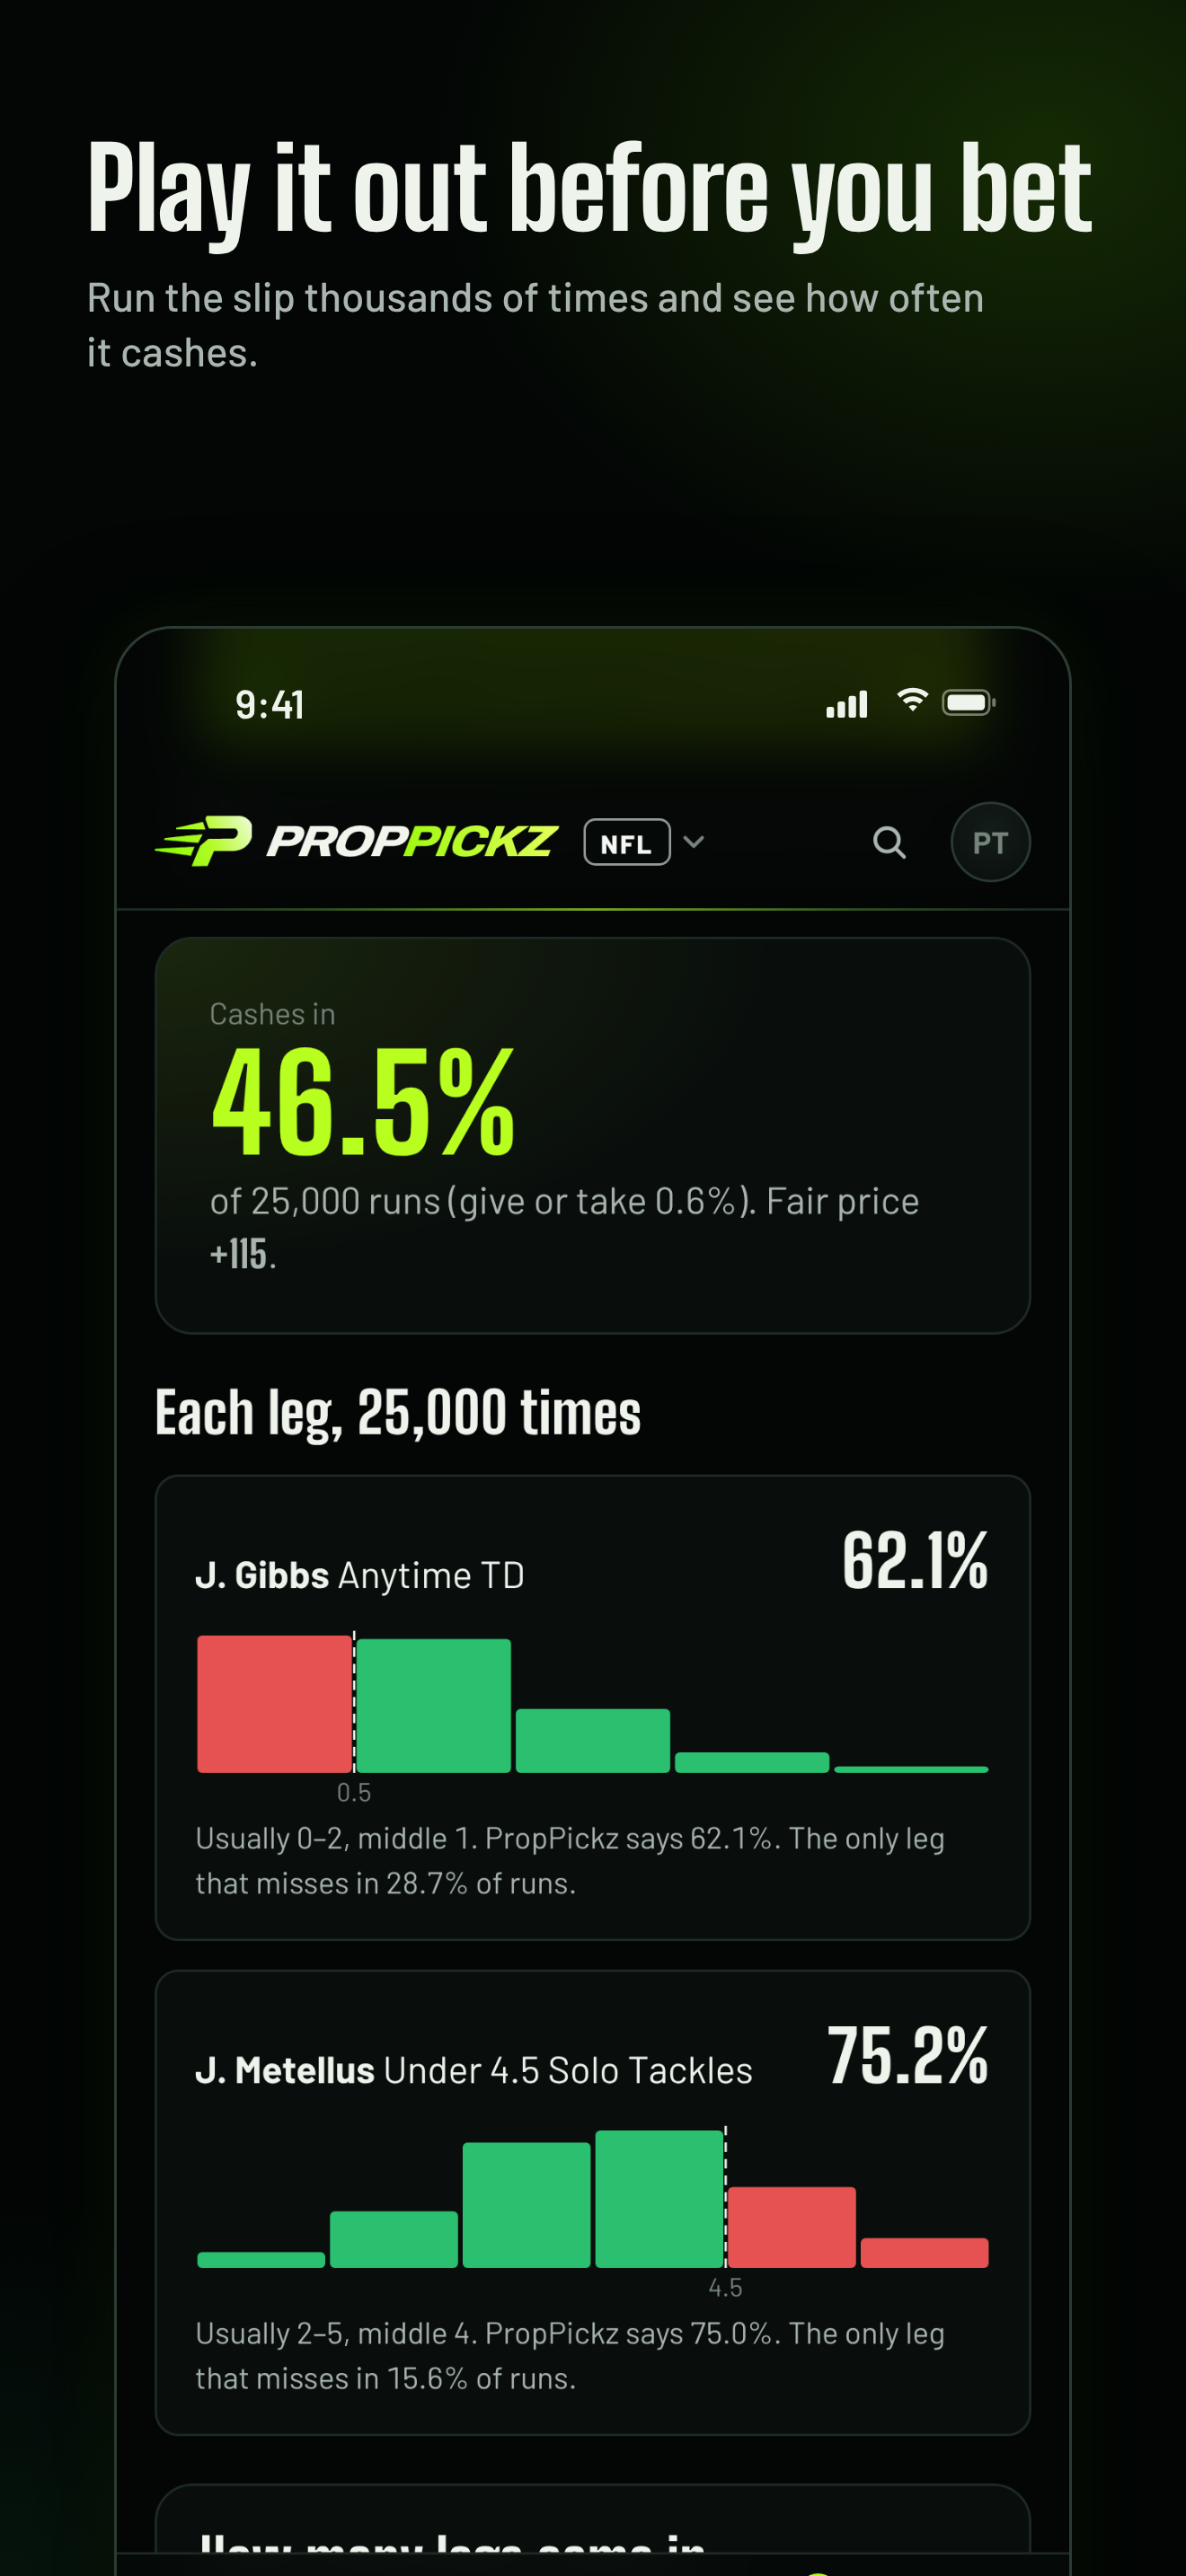 Play it out before you bet
Run the slip thousands of times and see how often
it cashes.
9:41
PROPPICKZ NFL PT
Cashes in
46.5%
of 25,000 runs (give or take 0.6%). Fair price
+115.
Each leg, 25,000 times
J. Gibbs Anytime TD 62.1%
0.5
Usually 0–2, middle 1. PropPickz says 62.1%. The only leg
that misses in 28.7% of runs.
J. Metellus Under 4.5 Solo Tackles 75.2%
4.5
Usually 2–5, middle 4. PropPickz says 75.0%. The only leg
that misses in 15.6% of runs.
How many legs come in